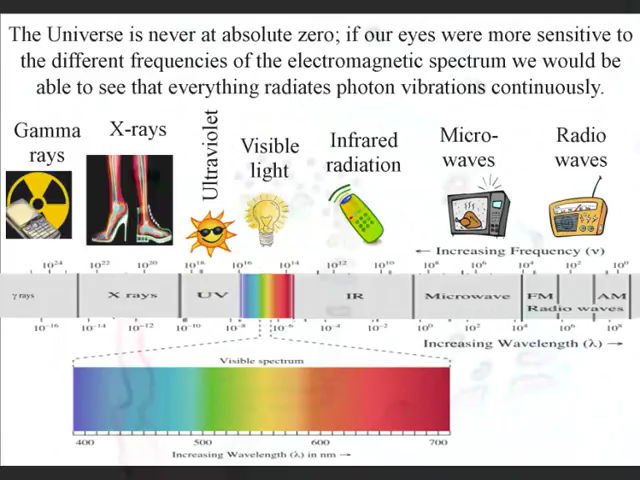 The Universe is never at absolute zero; if our eyes were more sensitive to
the different frequencies of the electromagnetic spectrum we would be
able to see that everything radiates photon vibrations continuously.
Gamma
rays
X-rays
Ultraviolet
Visible
light
Infrared
radiation
Micro-
waves
Radio
waves
← Increasing Frequency (ν)
10²⁴ 10²² 10²⁰ 10¹⁸ 10¹⁶ 10¹⁴ 10¹² 10¹⁰ 10⁸ 10⁶ 10⁴ 10² 10⁰
γ rays X rays UV IR Microwave FM AM
Radio waves
10⁻¹⁶ 10⁻¹⁴ 10⁻¹² 10⁻¹⁰ 10⁻⁸ 10⁻⁶ 10⁻⁴ 10⁻² 10⁰ 10² 10⁴ 10⁶ 10⁸
Increasing Wavelength (λ) →
Visible spectrum
400 500 600 700
Increasing Wavelength (λ) in nm →